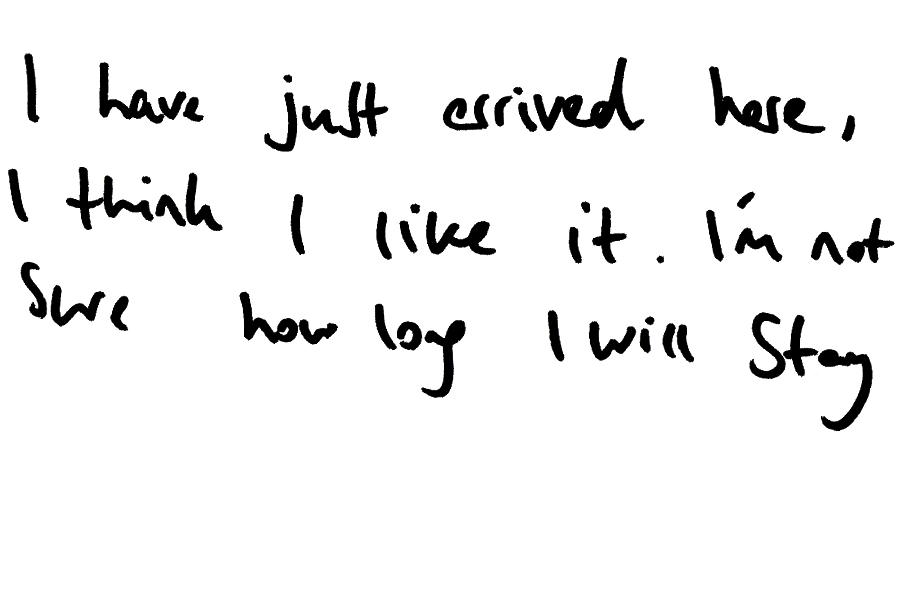 I have just arrived here,
I think I like it. I'm not
sure how long I will stay